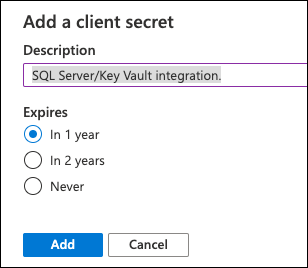 Add a client secret
Description
SQL Server/Key Vault integration.
Expires
In 1 year
In 2 years
Never
Add Cancel